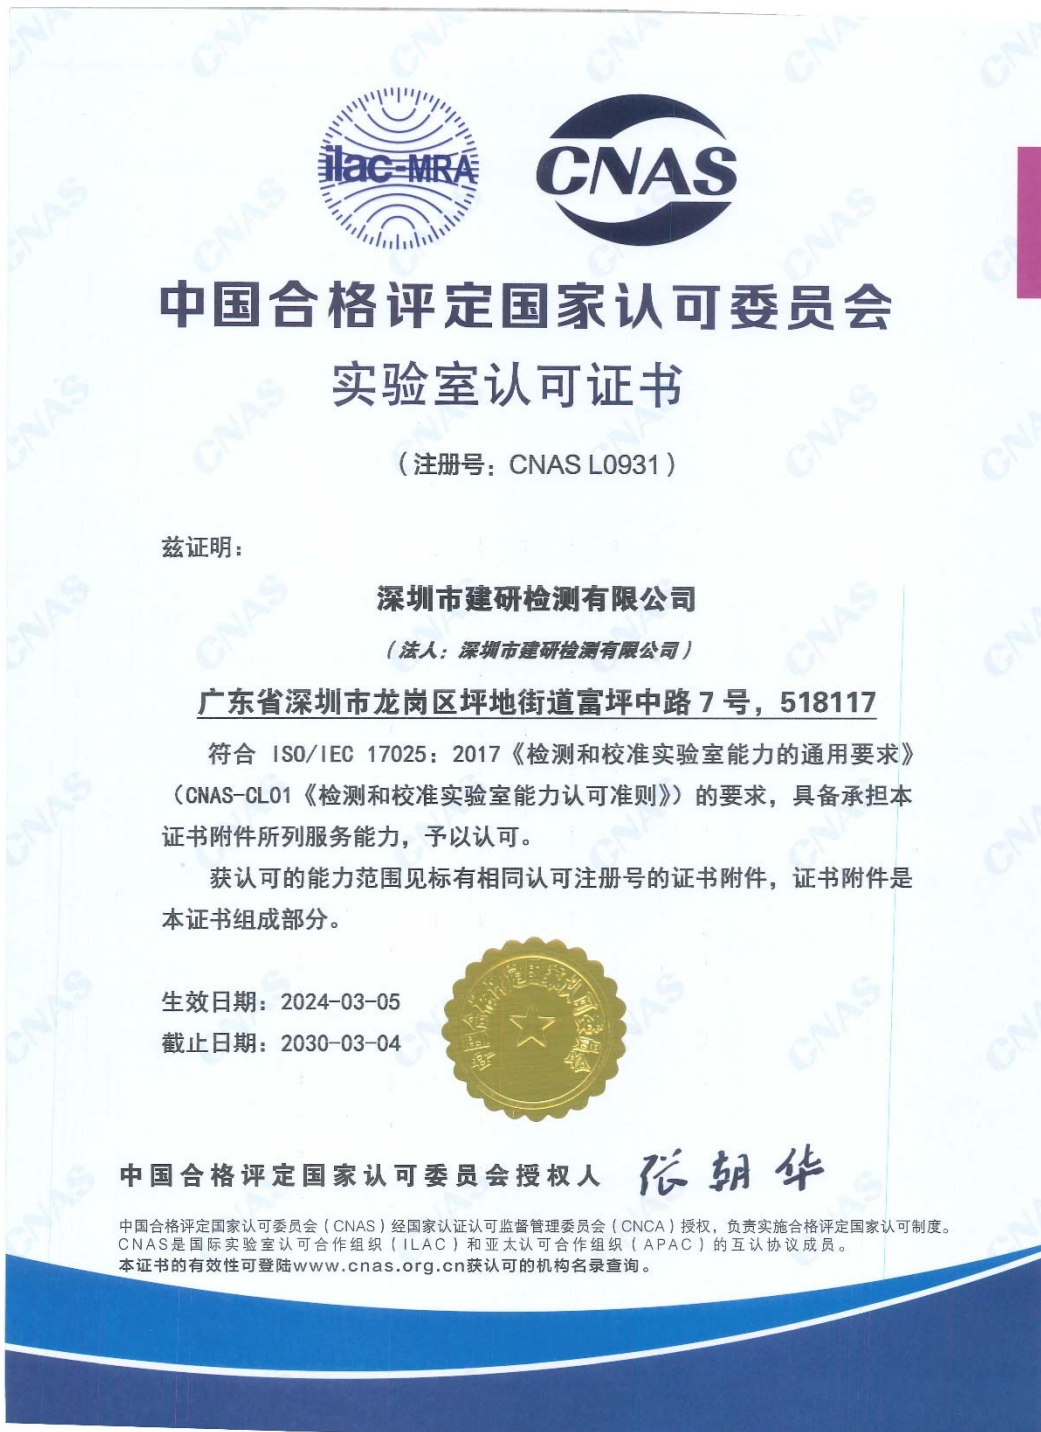 ilac-MRA
CNAS
中国合格评定国家认可委员会
实验室认可证书
（注册号：CNAS L0931）
兹证明：
深圳市建研检测有限公司
（法人：深圳市建研检测有限公司）
广东省深圳市龙岗区坪地街道富坪中路 7 号，518117
符合 ISO/IEC 17025：2017《检测和校准实验室能力的通用要求》
（CNAS-CL01《检测和校准实验室能力认可准则》）的要求，具备承担本
证书附件所列服务能力，予以认可。
获认可的能力范围见标有相同认可注册号的证书附件，证书附件是
本证书组成部分。
生效日期：2024-03-05
截止日期：2030-03-04
中国合格评定国家认可委员会
中国合格评定国家认可委员会授权人 张朝华
中国合格评定国家认可委员会（CNAS）经国家认证认可监督管理委员会（CNCA）授权，负责实施合格评定国家认可制度。
CNAS是国际实验室认可合作组织（ILAC）和亚太认可合作组织（APAC）的互认协议成员。
本证书的有效性可登陆www.cnas.org.cn获认可的机构名录查询。